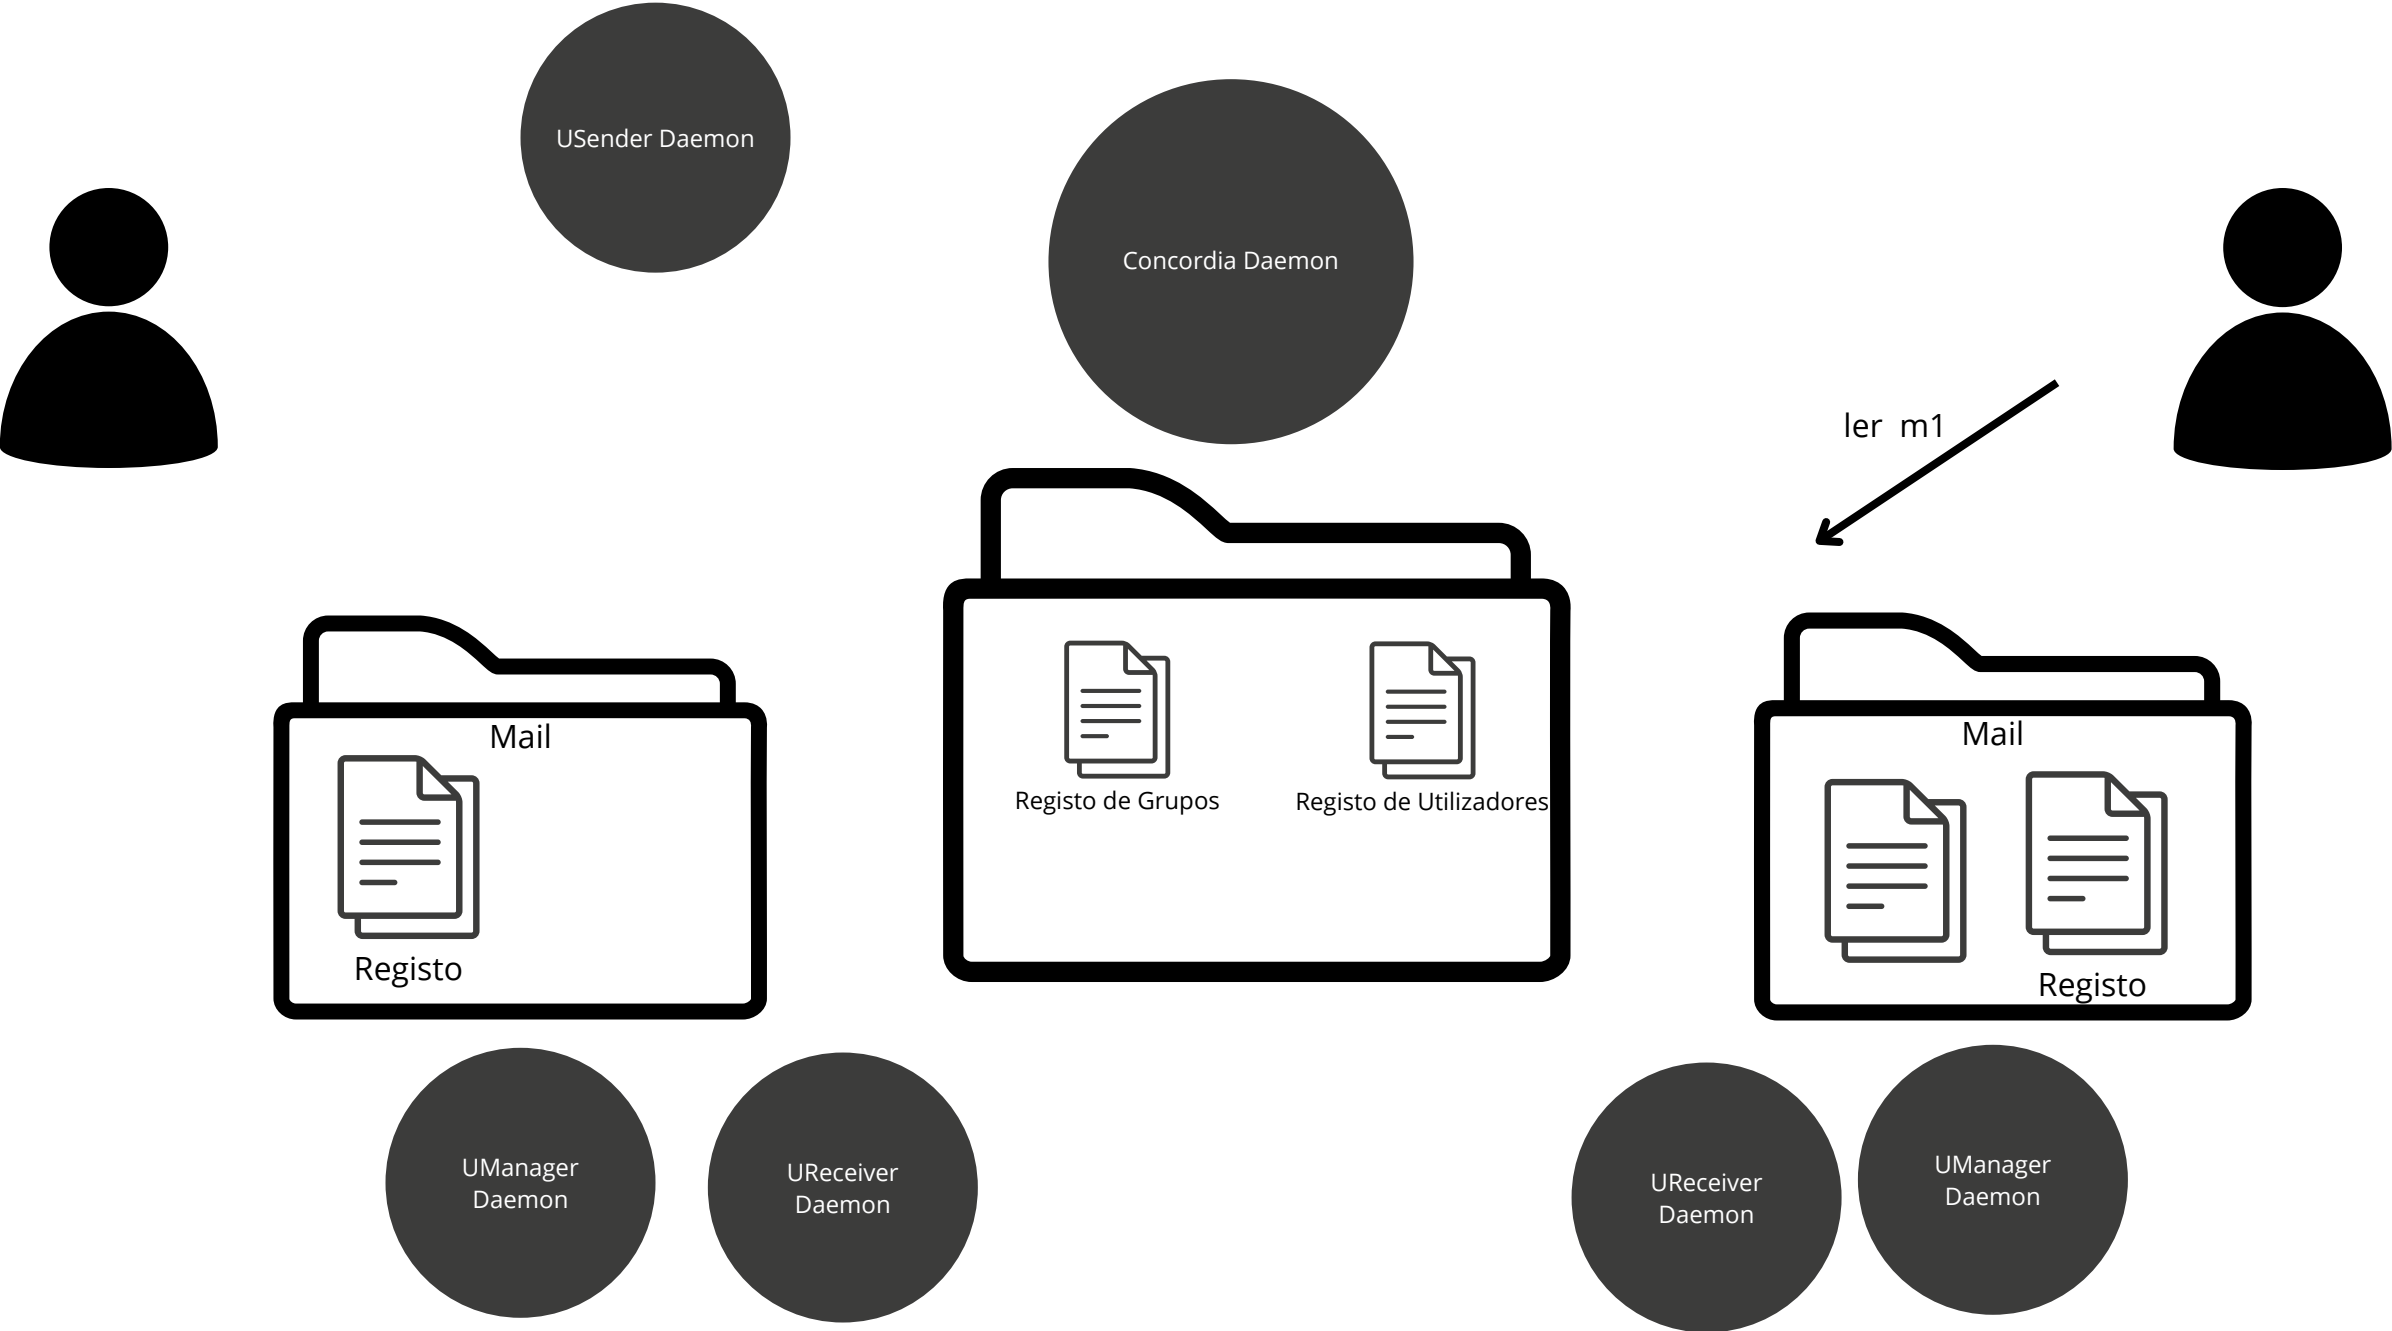 USender Daemon
Concordia Daemon
ler m1
Mail
Registo
Registo de Grupos
Registo de Utilizadores
Mail
Registo
UManager
Daemon
UReceiver
Daemon
UReceiver
Daemon
UManager
Daemon